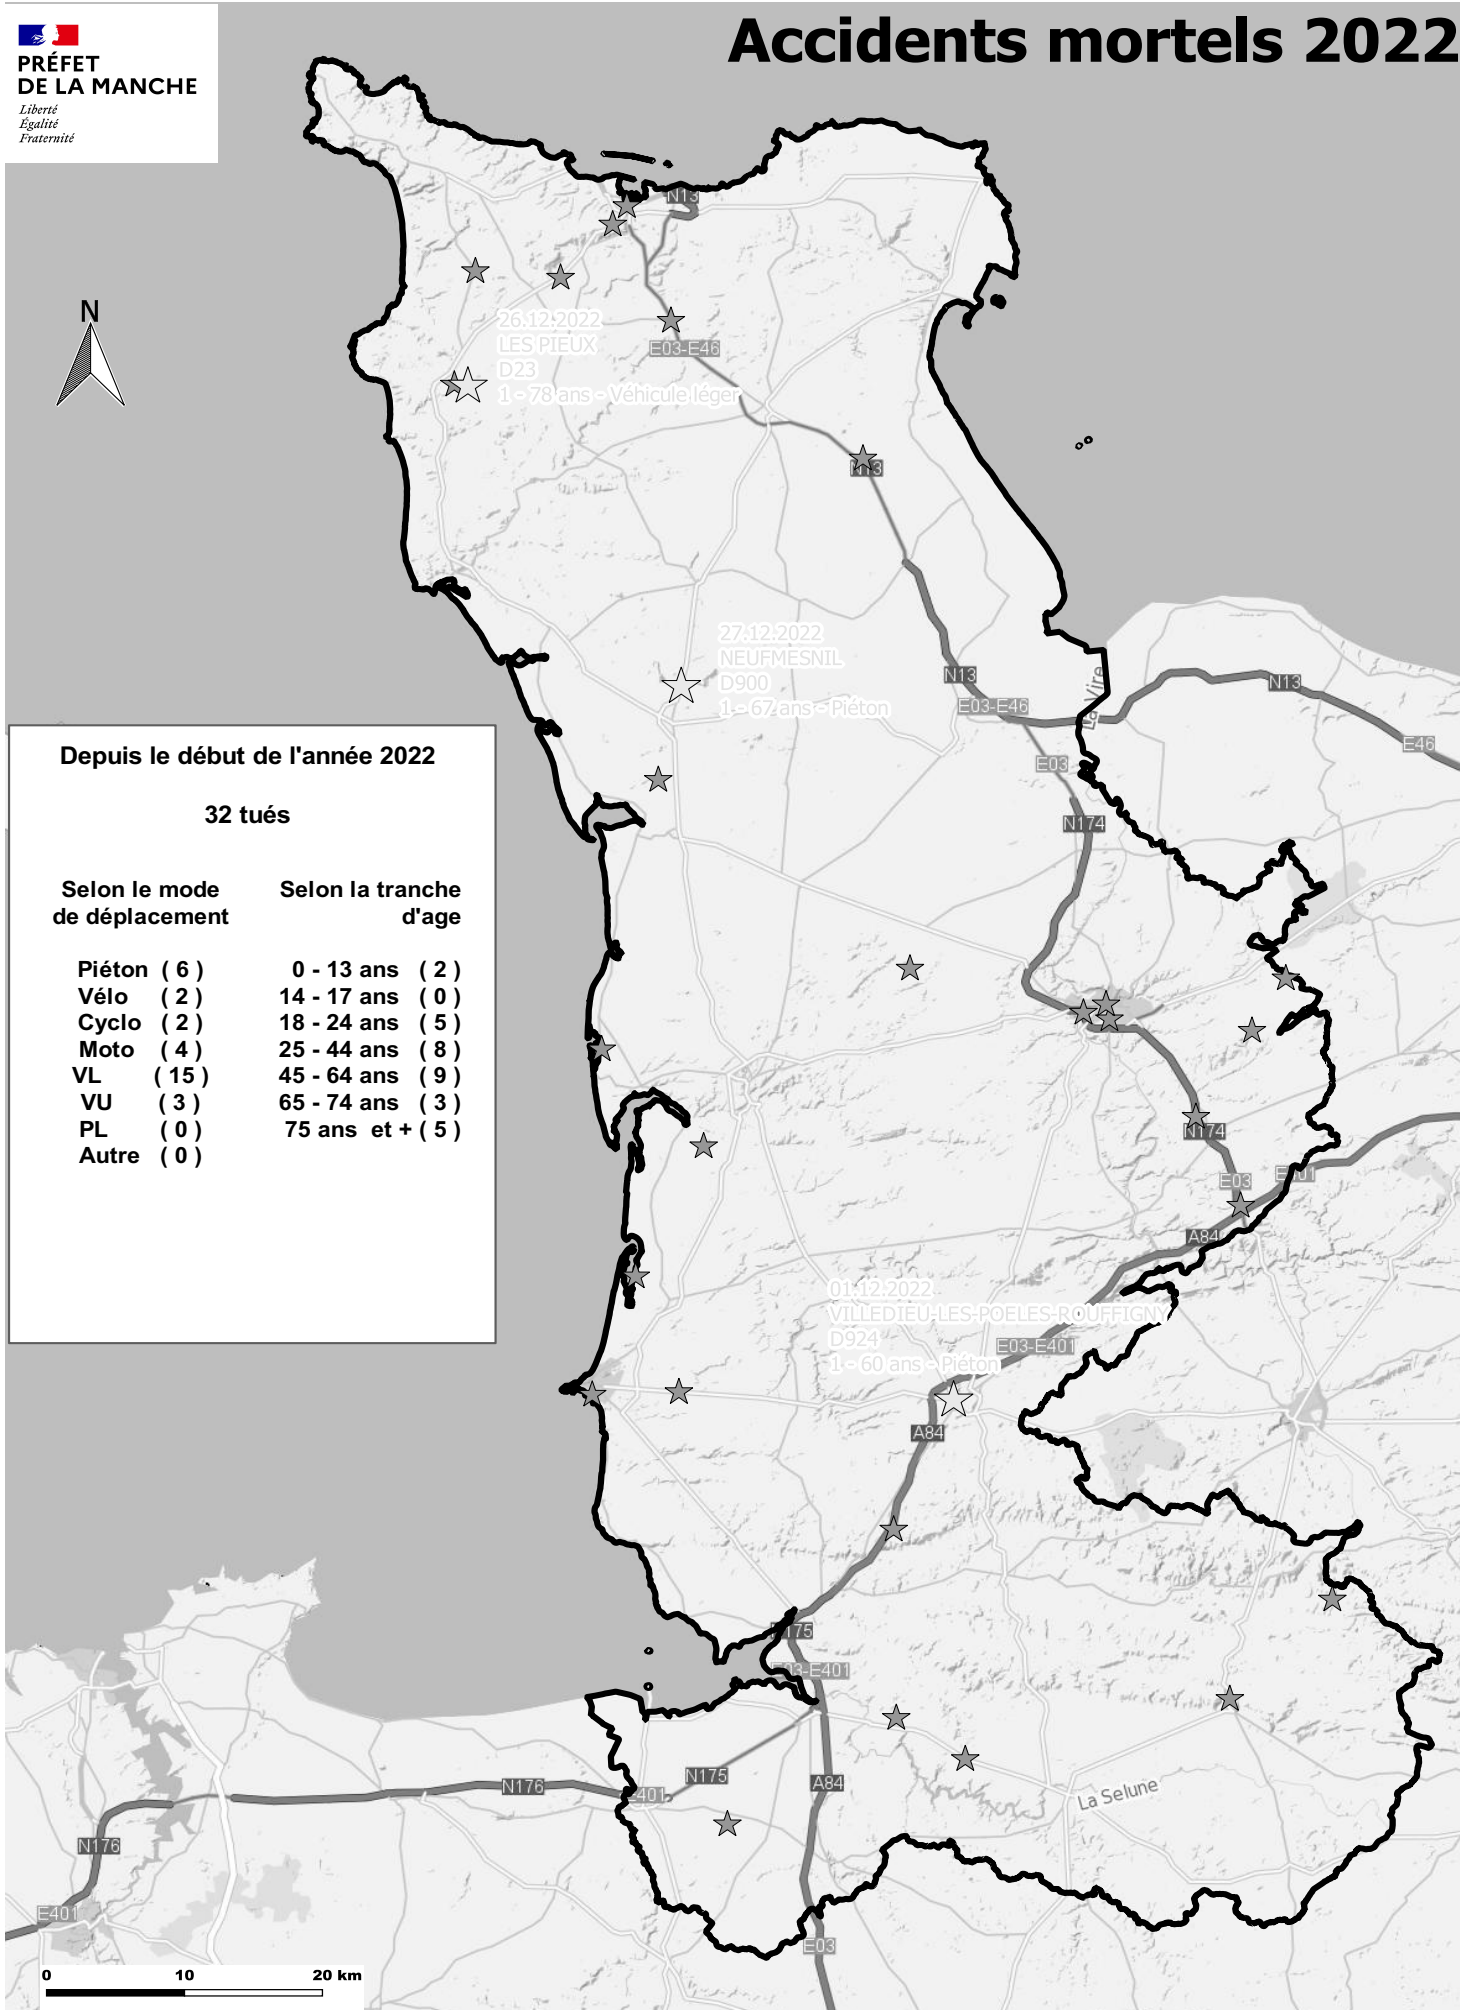 PRÉFET
DE LA MANCHE
Liberté
Égalité
Fraternité
Accidents mortels 2022
N
N13
26.12.2022
LES PIEUX
D23
1 - 78 ans - Véhicule léger
E03-E46
N13
27.12.2022
NEUFMESNIL
D900
1 - 67 ans - Piéton
N13
E03-E46
La Vire
N13
E46
E03
N174
Depuis le début de l'année 2022
32 tués
Selon le mode
de déplacement
Piéton ( 6 )
Vélo ( 2 )
Cyclo ( 2 )
Moto ( 4 )
VL ( 15 )
VU ( 3 )
PL ( 0 )
Autre ( 0 )
Selon la tranche
d'age
0 - 13 ans ( 2 )
14 - 17 ans ( 0 )
18 - 24 ans ( 5 )
25 - 44 ans ( 8 )
45 - 64 ans ( 9 )
65 - 74 ans ( 3 )
75 ans et + ( 5 )
N174
E03
E401
A84
01.12.2022
VILLEDIEU-LES-POELES-ROUFFIGNY
D924
1 - 60 ans - Piéton
E03-E401
A84
N175
E03-E401
N176
E401
N175
A84
La Selune
N176
E401
E03
0 10 20 km